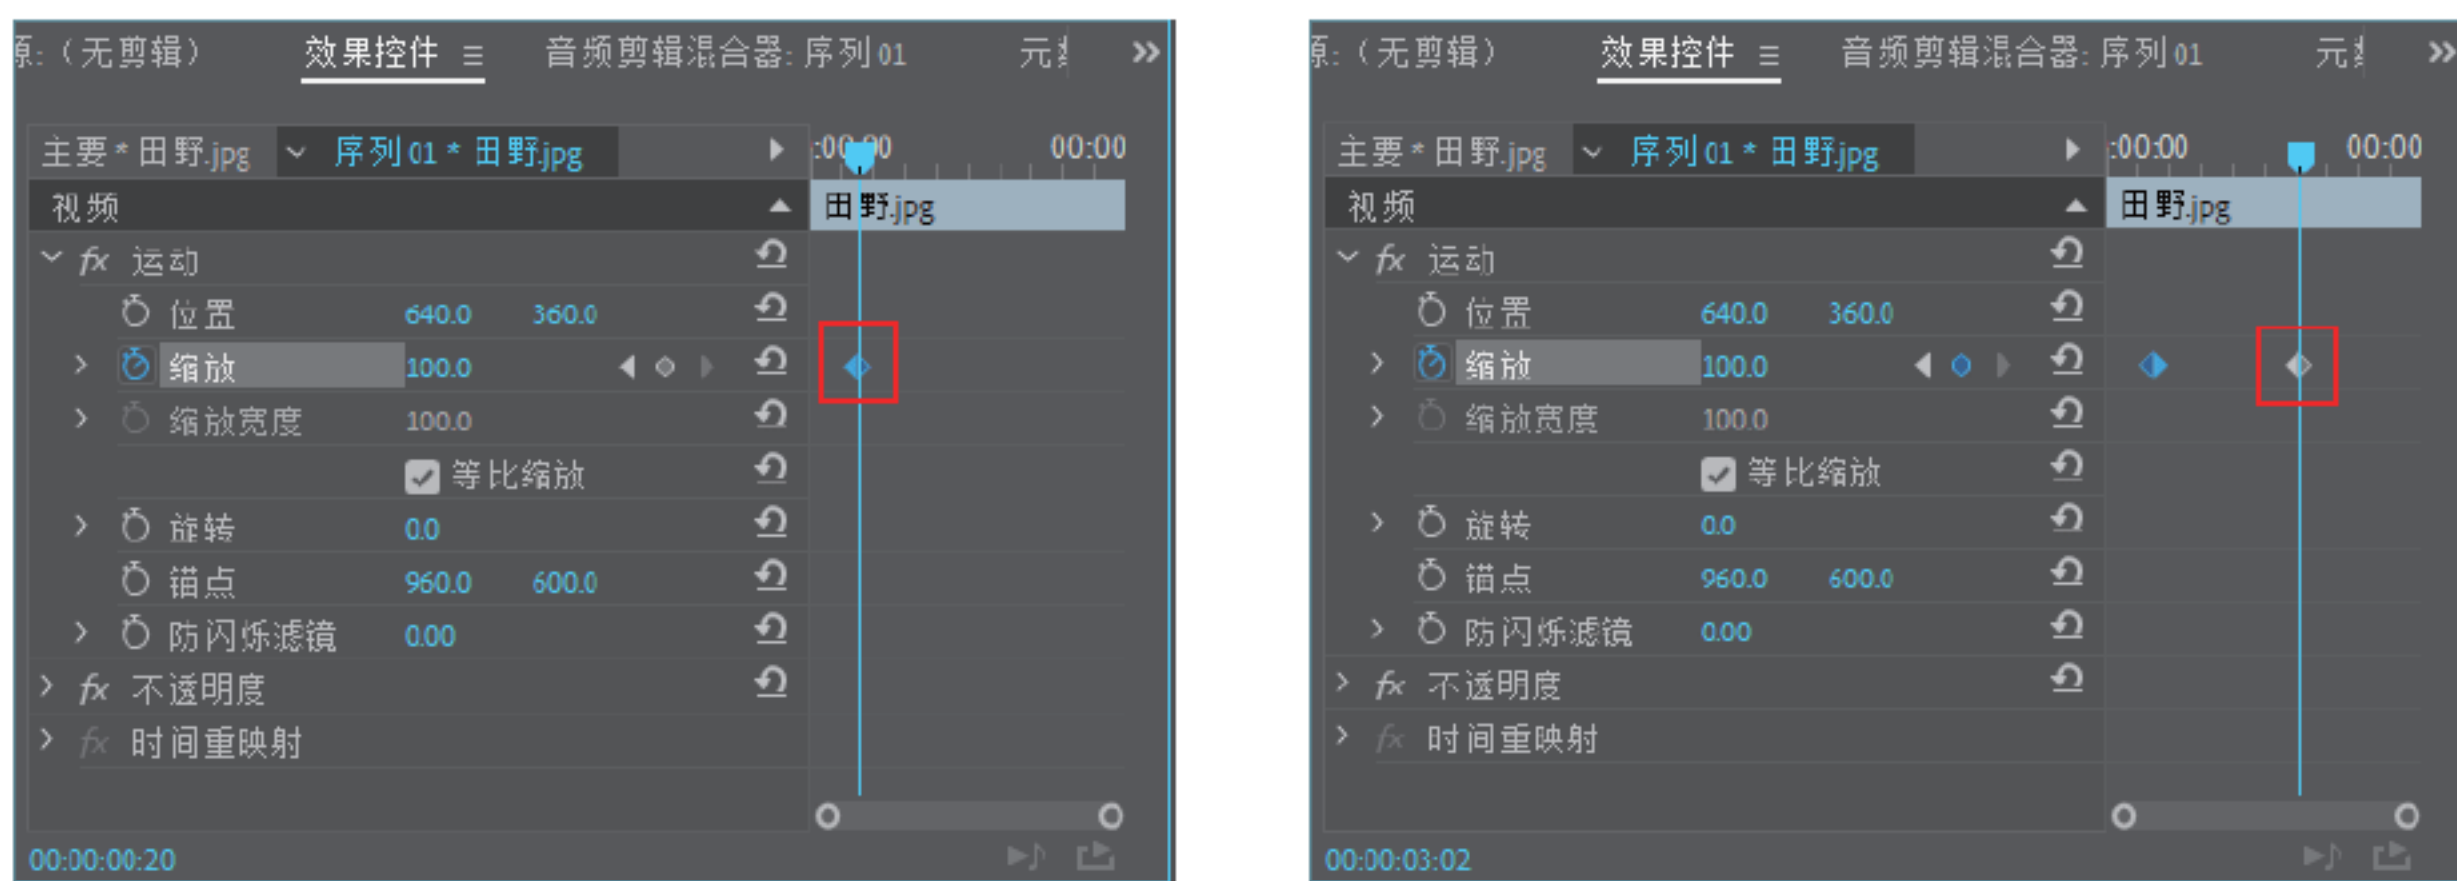 源:（无剪辑） 效果控件 ≡ 音频剪辑混合器: 序列 01 元 »
主要 * 田野.jpg 序列 01 * 田野.jpg :00:00 00:00
视频 田野.jpg
fx 运动
位置 640.0 360.0
缩放 100.0
缩放宽度 100.0
等比缩放
旋转 0.0
锚点 960.0 600.0
防闪烁滤镜 0.00
fx 不透明度
fx 时间重映射
00:00:00:20
源:（无剪辑） 效果控件 ≡ 音频剪辑混合器: 序列 01 元 »
主要 * 田野.jpg 序列 01 * 田野.jpg :00:00 00:00
视频 田野.jpg
fx 运动
位置 640.0 360.0
缩放 100.0
缩放宽度 100.0
等比缩放
旋转 0.0
锚点 960.0 600.0
防闪烁滤镜 0.00
fx 不透明度
fx 时间重映射
00:00:03:02